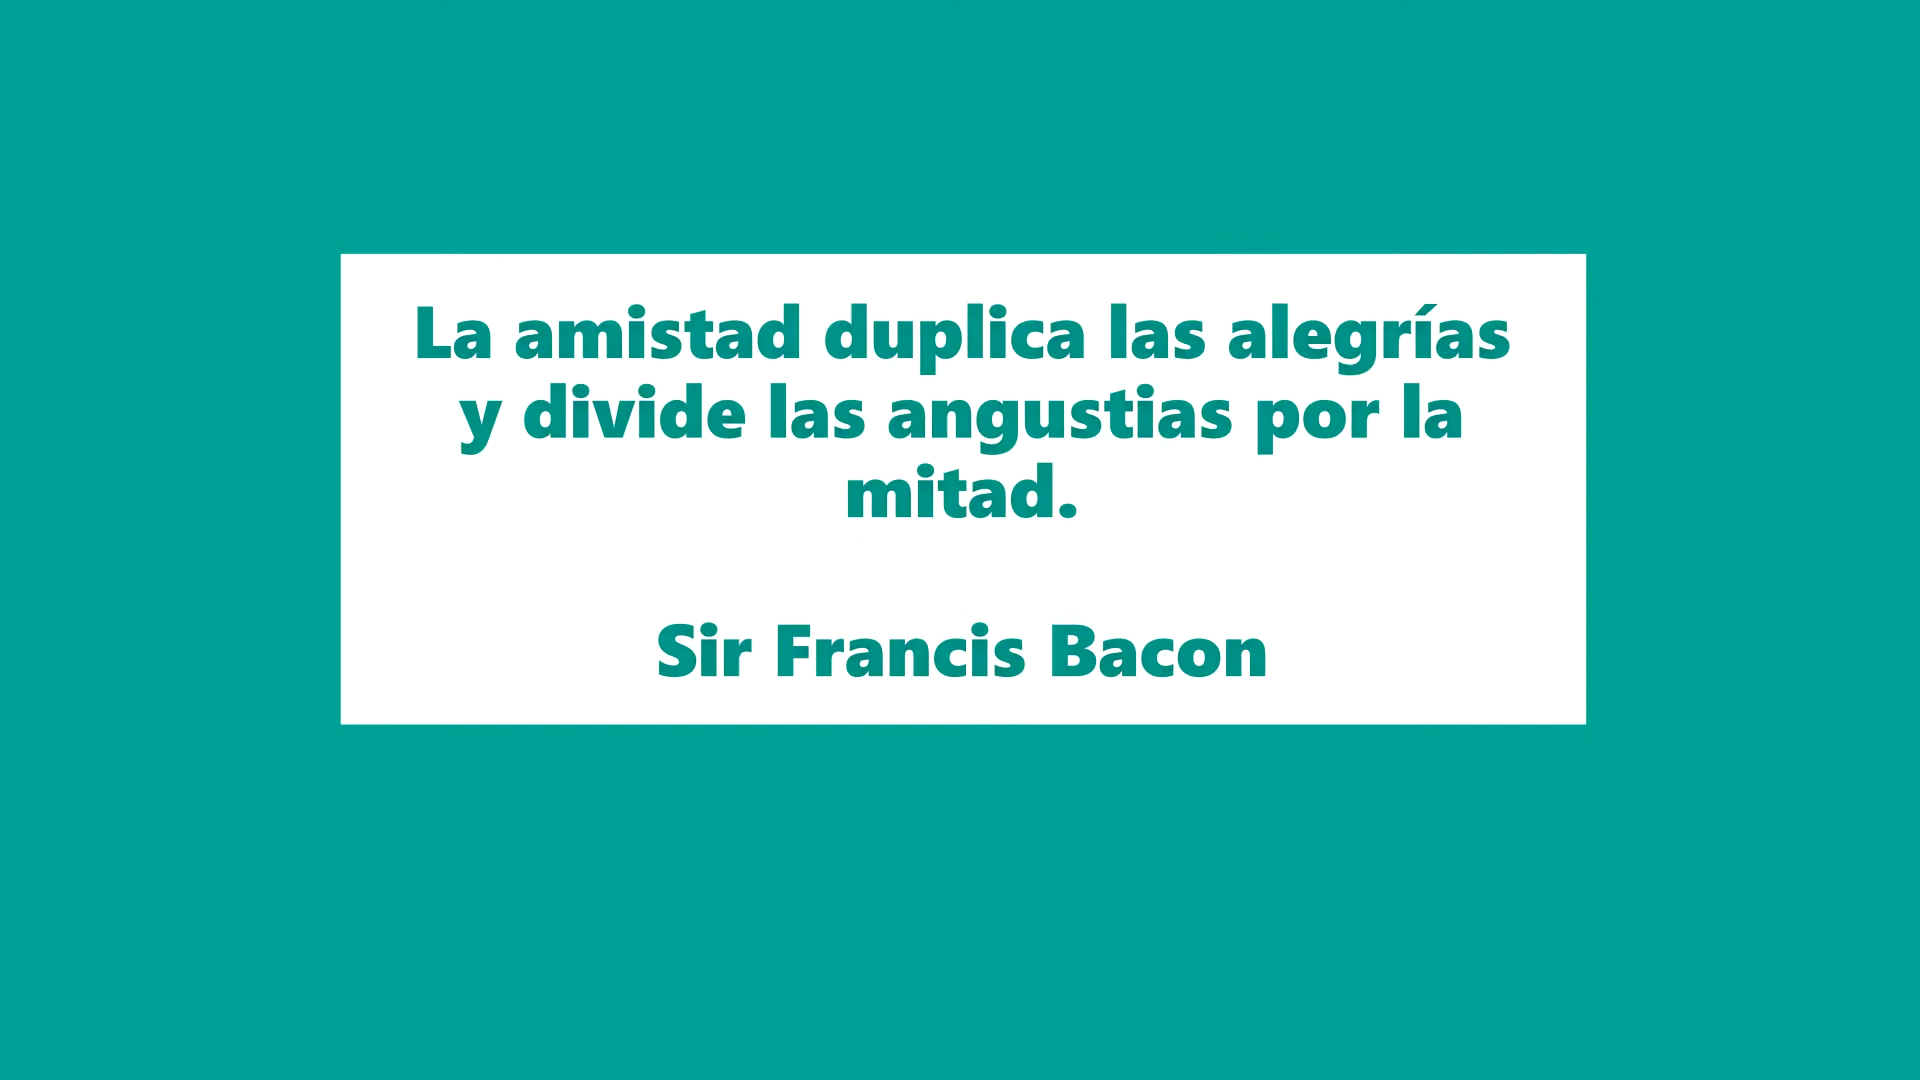 La amistad duplica las alegrías
y divide las angustias por la
mitad.
Sir Francis Bacon